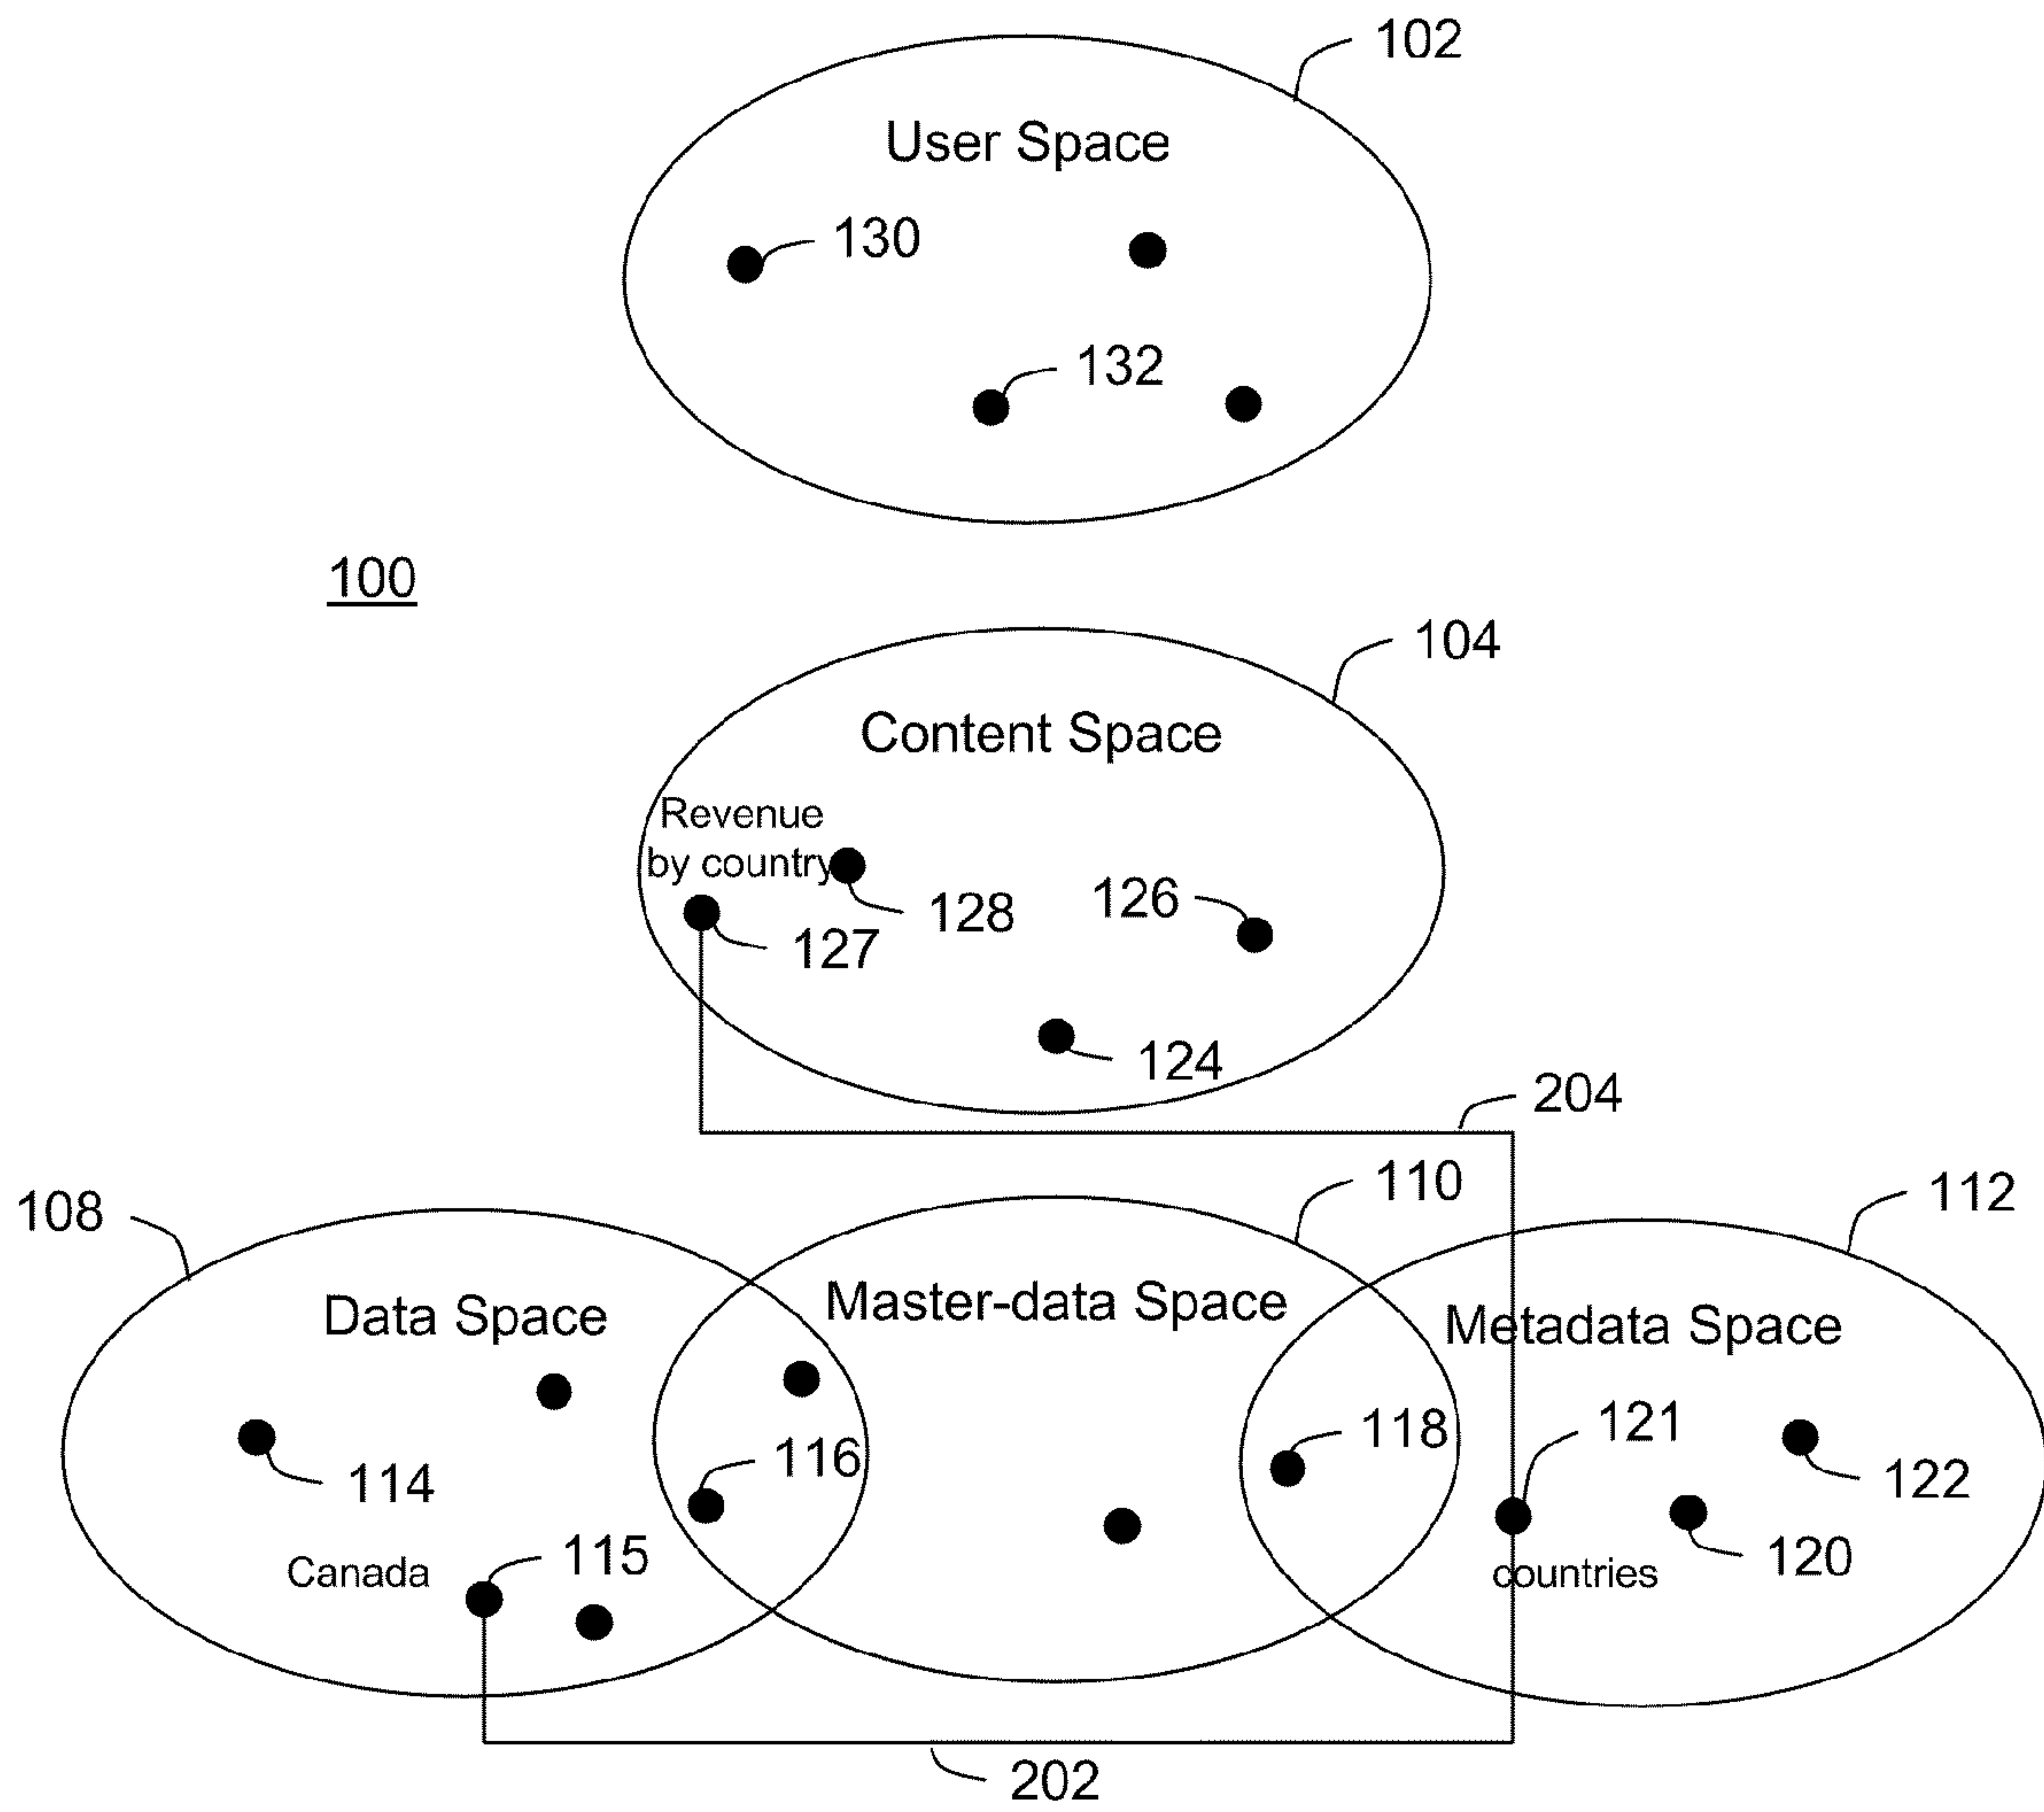 102
User Space
130
132
100
104
Content Space
Revenue
by country
128
126
127
124
204
110
112
108
Master-data Space
Data Space
Metadata Space
121
118
116
114
122
115
120
Canada
countries
202